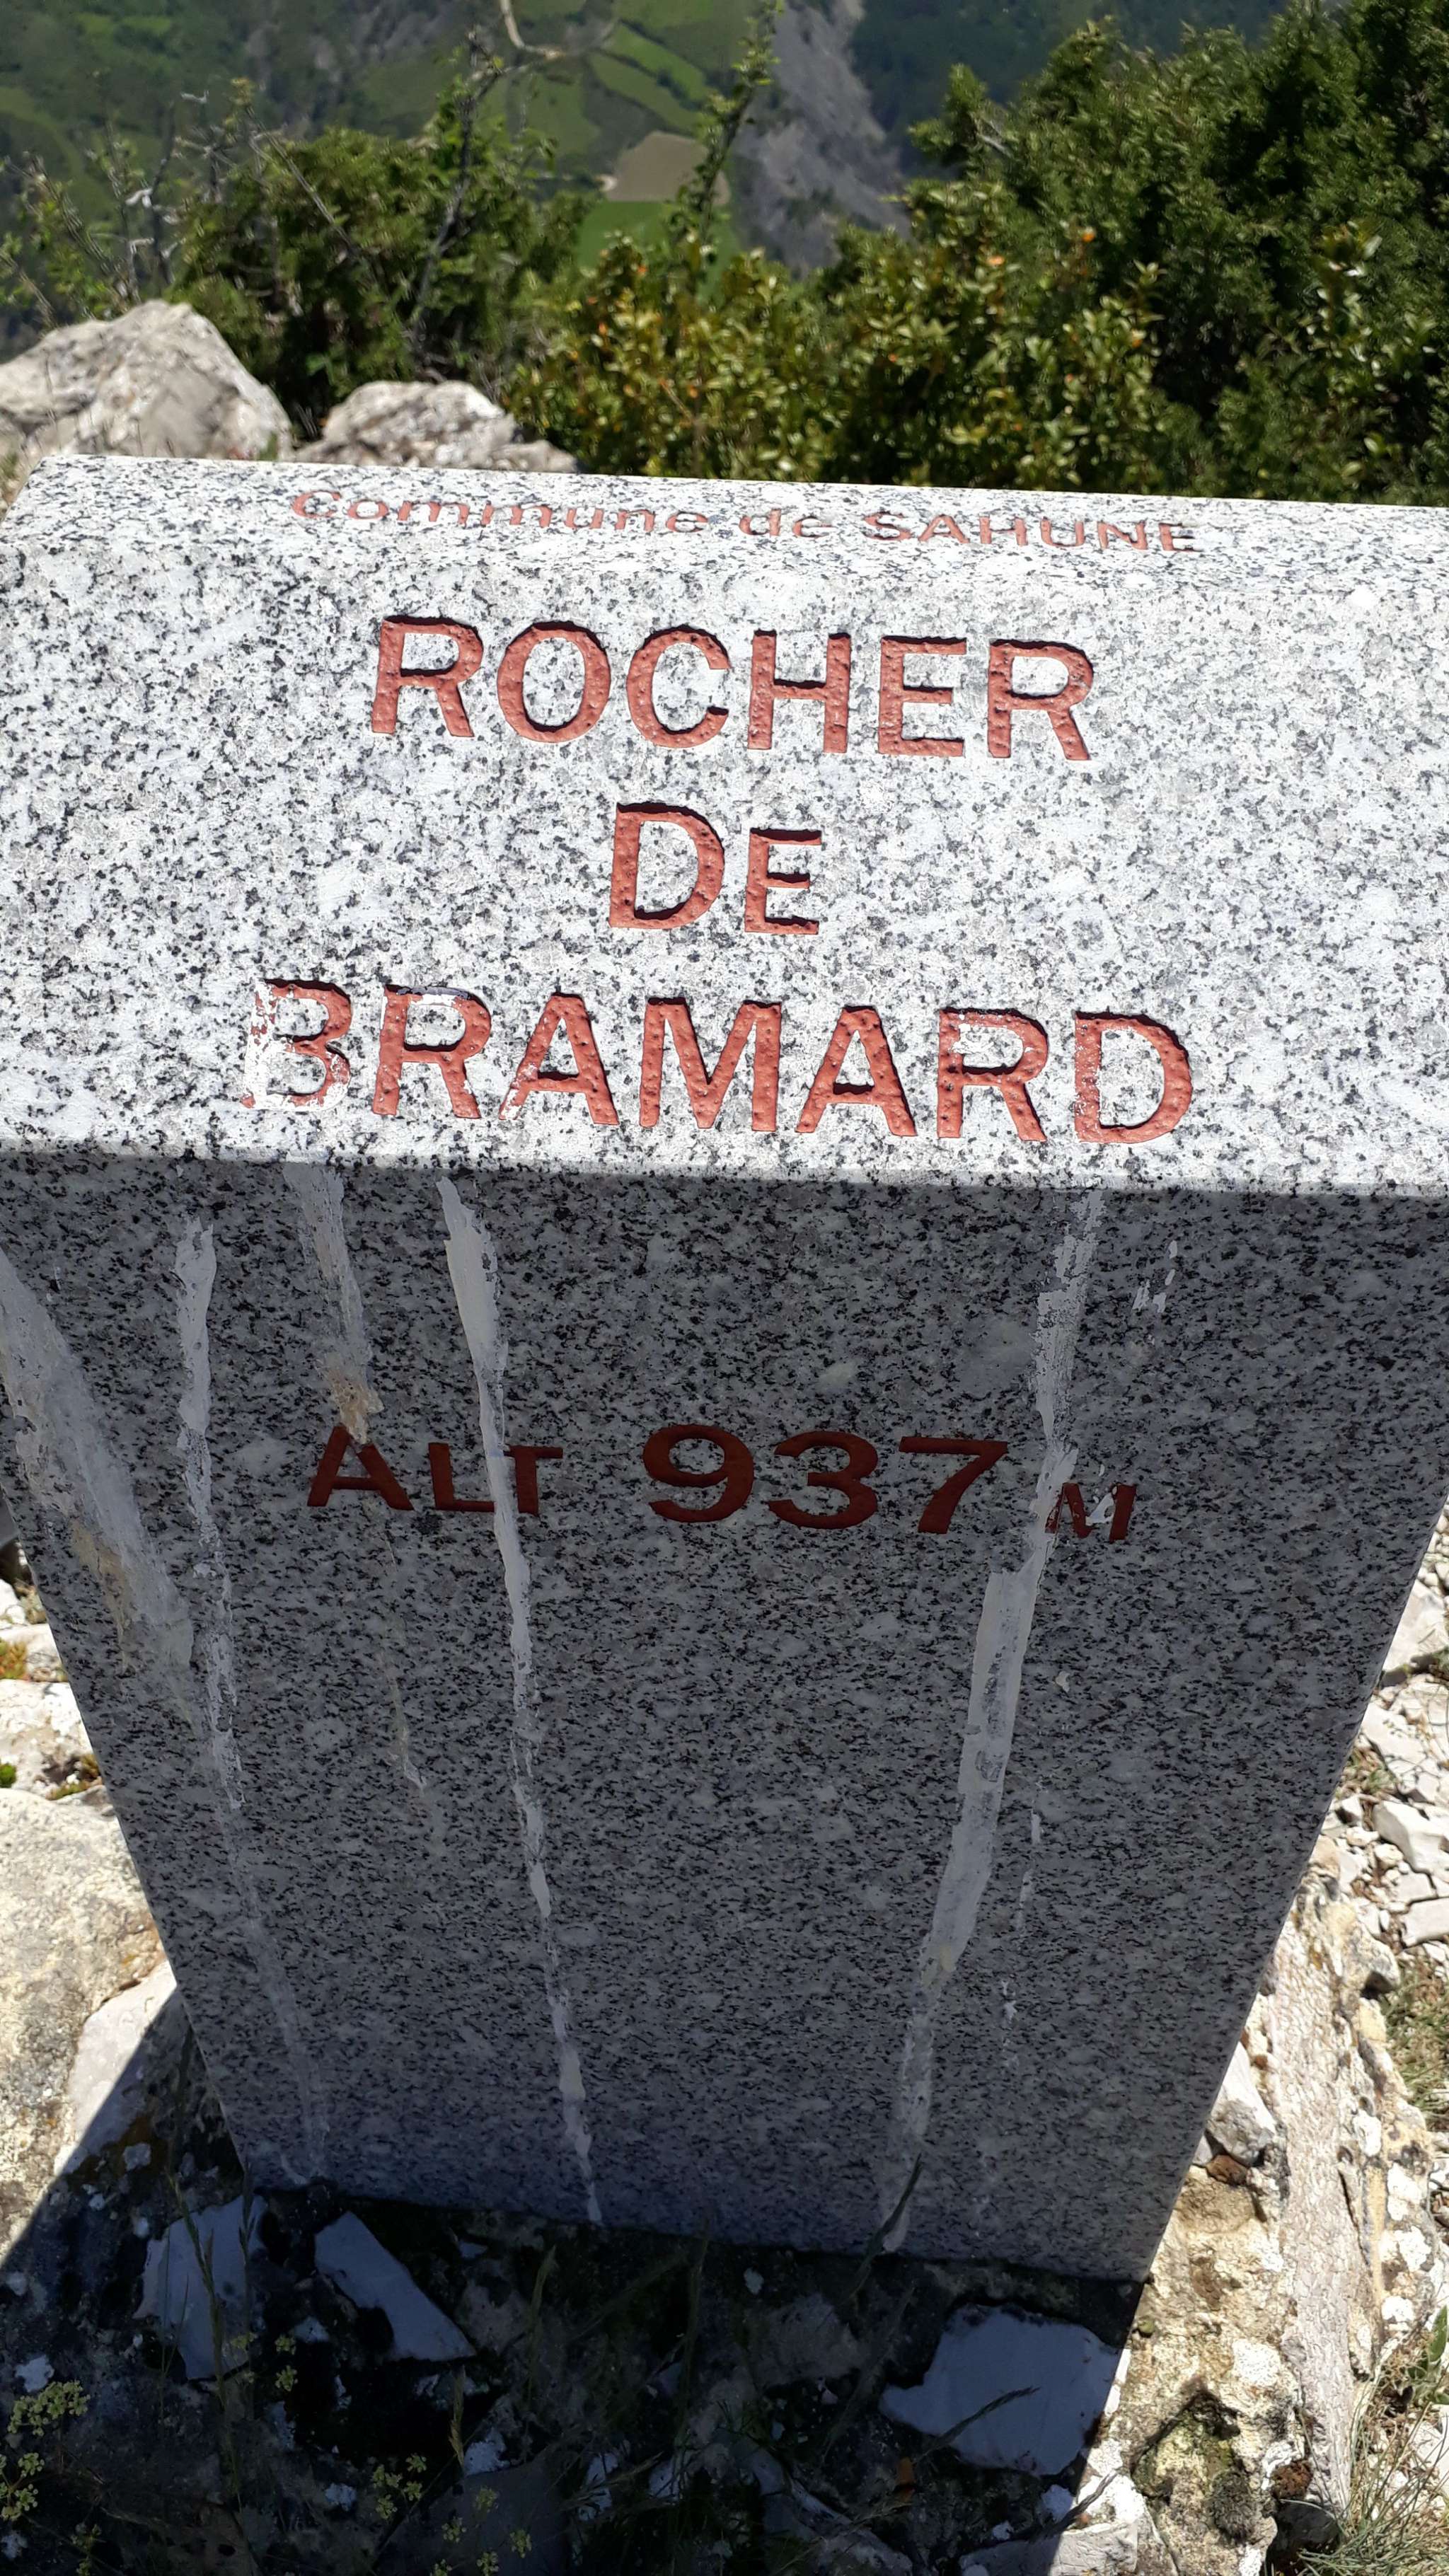 Commune de SAHUNE
ROCHER
DE
BRAMARD
ALT 937 M